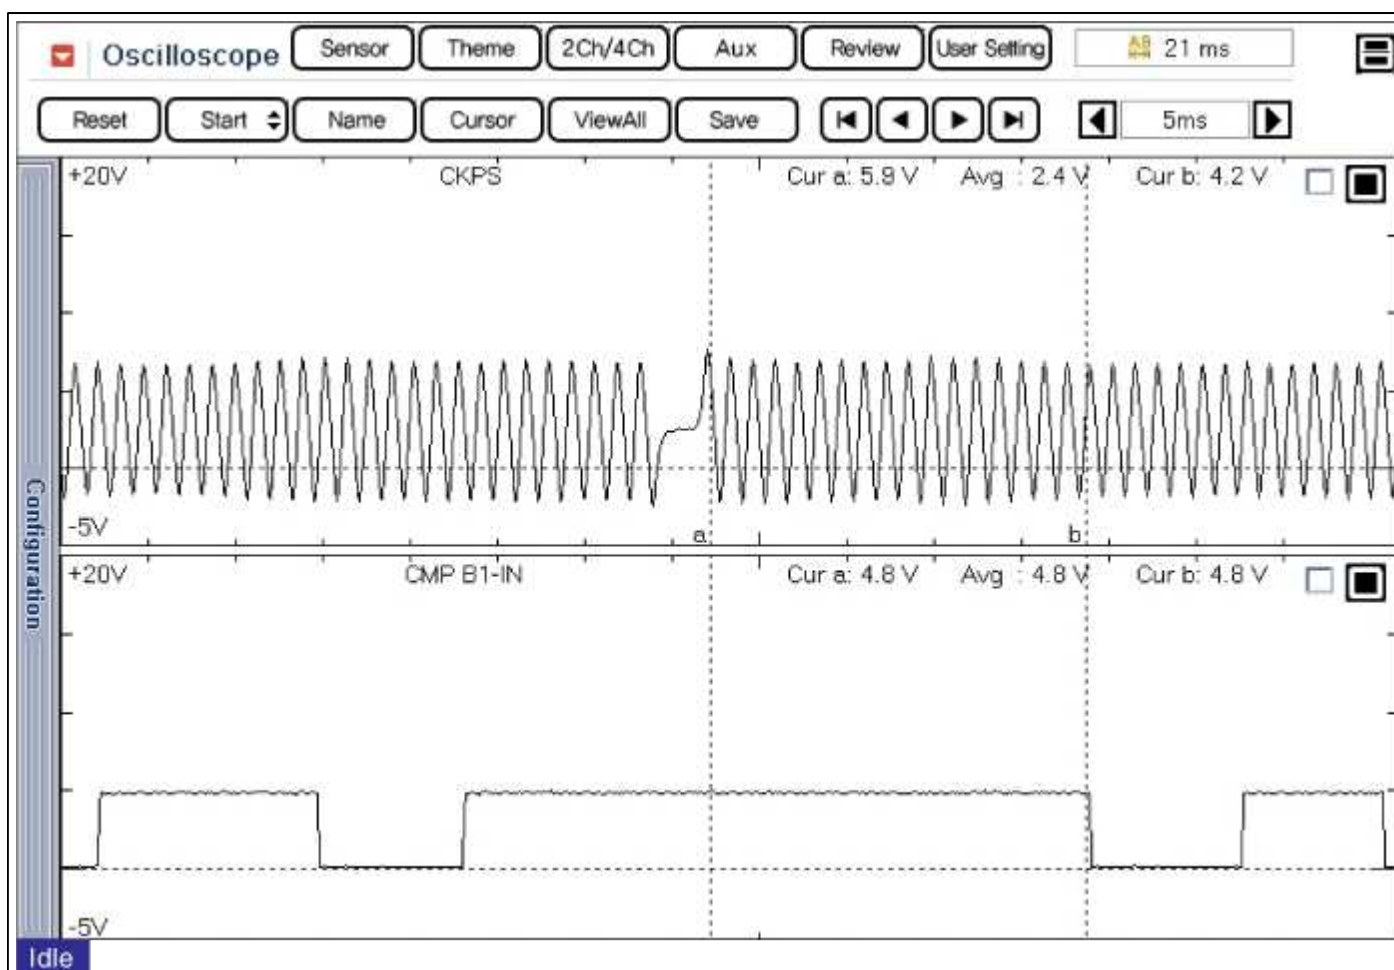 Oscilloscope Sensor Theme 2Ch/4Ch Aux Review User Setting 21 ms
Reset Start Name Cursor ViewAll Save 5ms
+20V CKPS Cur a: 5.9 V Avg : 2.4 V Cur b: 4.2 V
-5V a b
+20V CMP B1-IN Cur a: 4.8 V Avg : 4.8 V Cur b: 4.8 V
-5V
Configuration
Idle